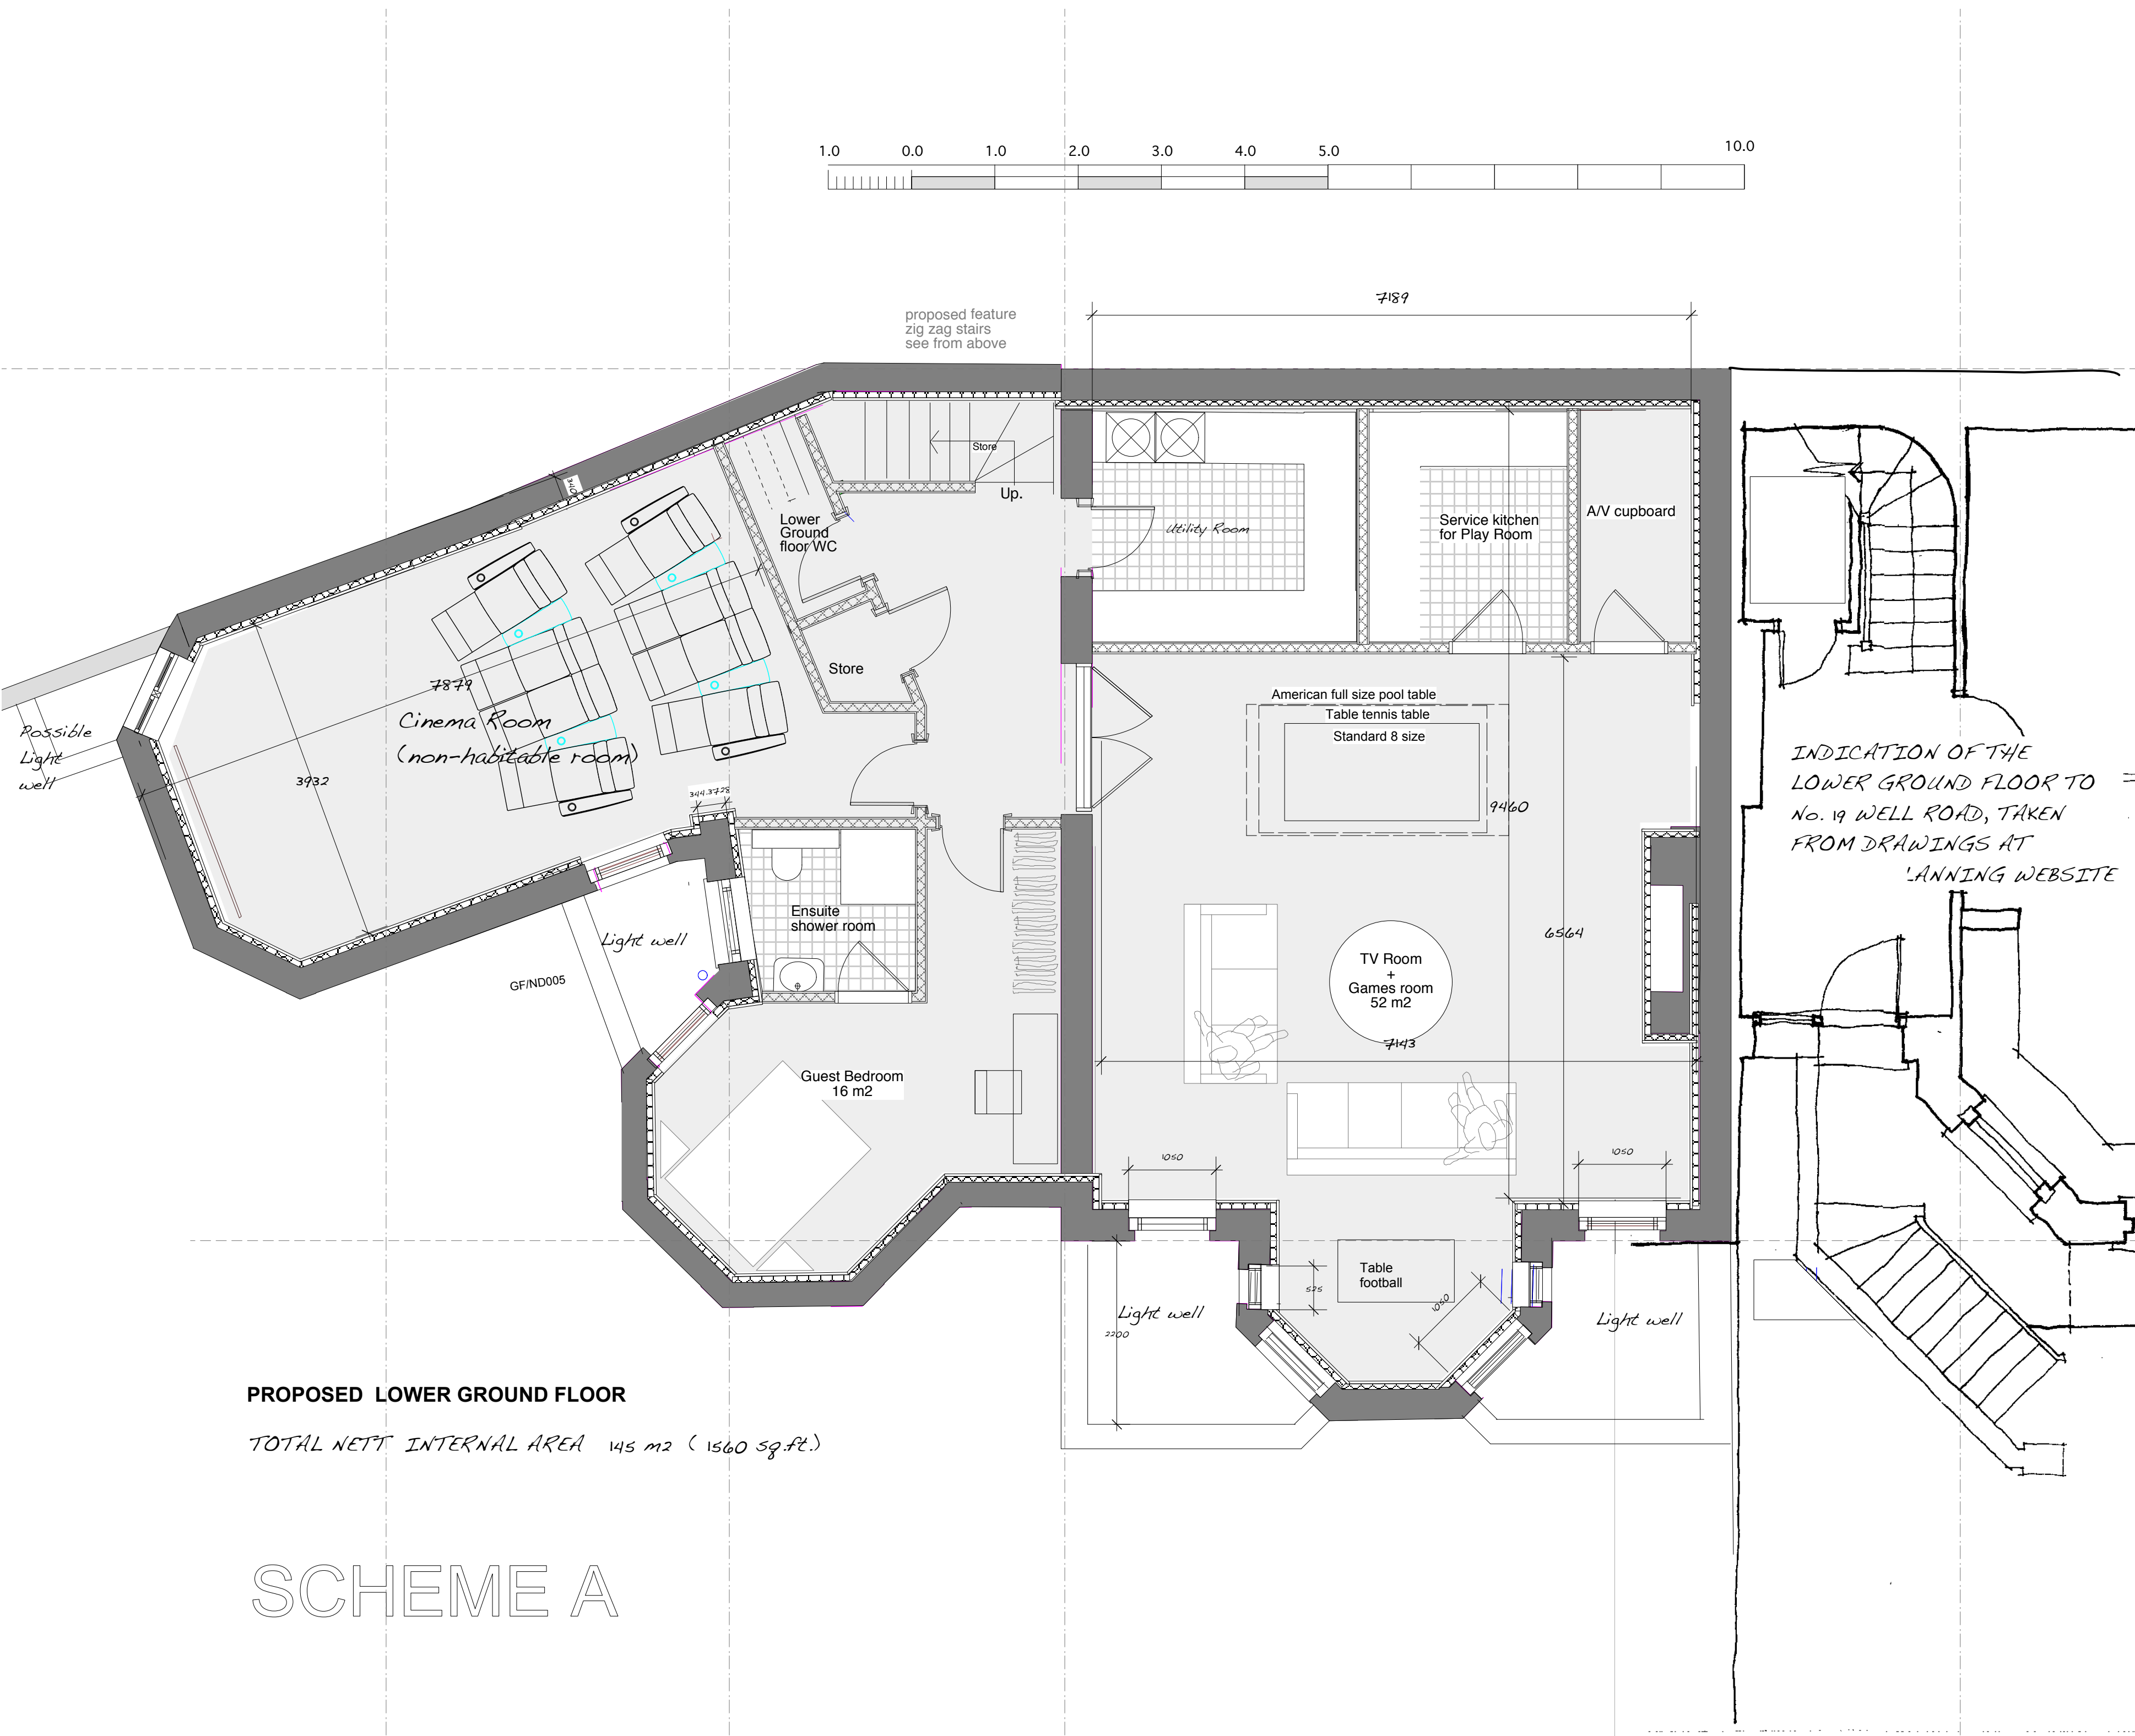 1.0 0.0 1.0 2.0 3.0 4.0 5.0 10.0
7189
proposed feature
zig zag stairs
see from above
Store
Up.
340
Lower
Ground
floor WC
Utility Room
Service kitchen
for Play Room
A/V cupboard
Store
7879
Cinema Room
(non-habitable room)
3932
Possible
Light
well
344.3728
American full size pool table
Table tennis table
Standard 8 size
9460
INDICATION OF THE
LOWER GROUND FLOOR TO
No. 19 WELL ROAD, TAKEN
FROM DRAWINGS AT
LANNING WEBSITE
Ensuite
shower room
Light well
GF/ND005
6564
TV Room
+
Games room
52 m2
7143
Guest Bedroom
16 m2
1050
1050
Table
football
525
1050
Light well
2200
Light well
PROPOSED LOWER GROUND FLOOR
TOTAL NETT INTERNAL AREA 145 m2 ( 1560 sq.ft.)
SCHEME A